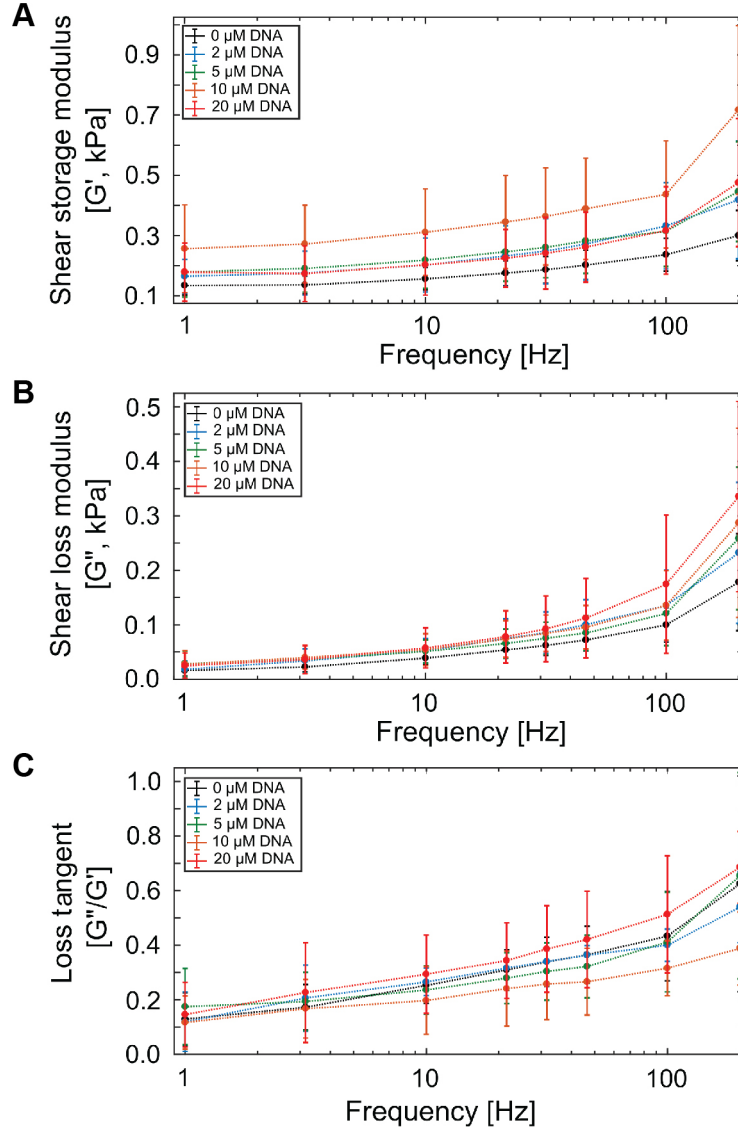 A
Shear storage modulus
[G', kPa]
0.9
0.7
0.5
0.3
0.1
0 µM DNA
2 µM DNA
5 µM DNA
10 µM DNA
20 µM DNA
1
10
100
Frequency [Hz]
B
Shear loss modulus
[G", kPa]
0.5
0.4
0.3
0.2
0.1
0.0
0 µM DNA
2 µM DNA
5 µM DNA
10 µM DNA
20 µM DNA
1
10
100
Frequency [Hz]
C
Loss tangent
[G"/G']
1.0
0.8
0.6
0.4
0.2
0.0
0 µM DNA
2 µM DNA
5 µM DNA
10 µM DNA
20 µM DNA
1
10
100
Frequency [Hz]